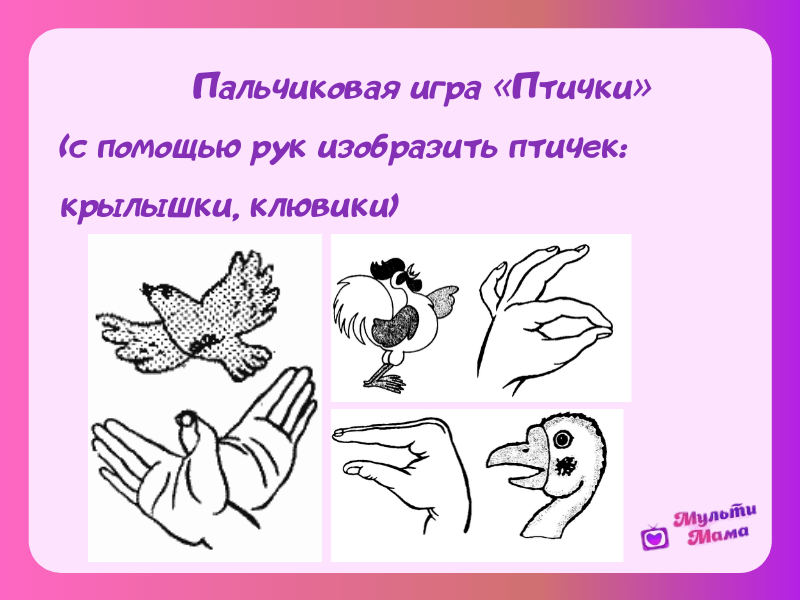 Пальчиковая игра «Птички»
(с помощью рук изобразить птичек:
крылышки, клювики)
Мульти
Мама